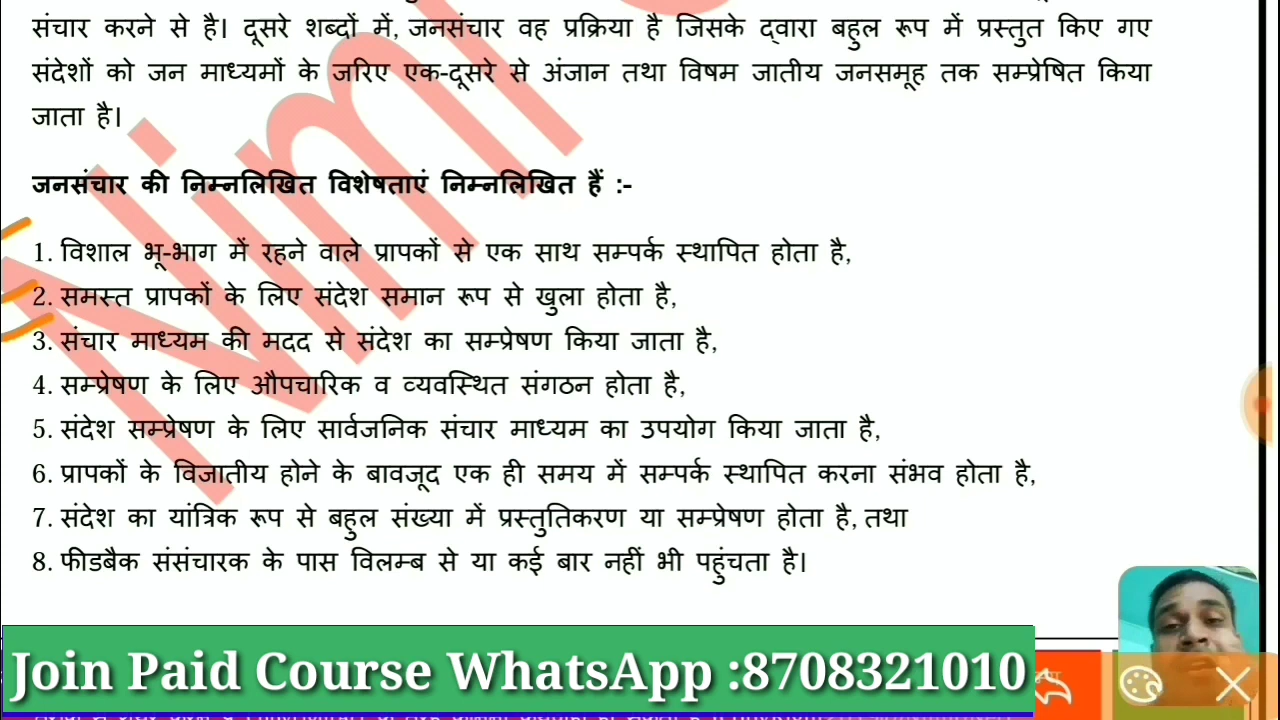 संचार करने से है। दूसरे शब्दों में, जनसंचार वह प्रक्रिया है जिसके द्वारा बहुल रूप में प्रस्तुत किए गए
संदेशों को जन माध्यमों के जरिए एक-दूसरे से अंजान तथा विषम जातीय जनसमूह तक सम्प्रेषित किया
जाता है।
जनसंचार की निम्नलिखित विशेषताएं निम्नलिखित हैं :-
1. विशाल भू-भाग में रहने वाले प्रापकों से एक साथ सम्पर्क स्थापित होता है,
2. समस्त प्रापकों के लिए संदेश समान रूप से खुला होता है,
3. संचार माध्यम की मदद से संदेश का सम्प्रेषण किया जाता है,
4. सम्प्रेषण के लिए औपचारिक व व्यवस्थित संगठन होता है,
5. संदेश सम्प्रेषण के लिए सार्वजनिक संचार माध्यम का उपयोग किया जाता है,
6. प्रापकों के विजातीय होने के बावजूद एक ही समय में सम्पर्क स्थापित करना संभव होता है,
7. संदेश का यांत्रिक रूप से बहुल संख्या में प्रस्तुतिकरण या सम्प्रेषण होता है, तथा
8. फीडबैक संसंचारक के पास विलम्ब से या कई बार नहीं भी पहुंचता है।
Join Paid Course WhatsApp :8708321010